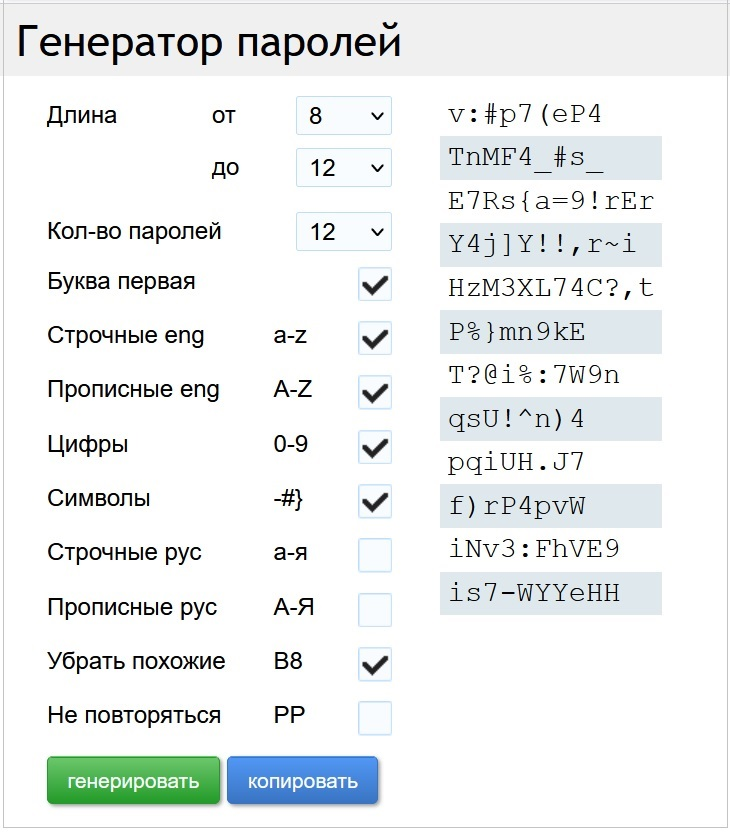 Генератор паролей
Длина от 8
до 12
Кол-во паролей 12
Буква первая
Строчные eng a-z
Прописные eng A-Z
Цифры 0-9
Символы -#}
Строчные рус а-я
Прописные рус А-Я
Убрать похожие B8
Не повторяться PP
генерировать копировать
v:#p7(eP4
TnMF4_#s_
E7Rs{a=9!rEr
Y4j]Y!!,r~i
HzM3XL74C?,t
P%}mn9kE
T?@i%:7W9n
qsU!^n)4
pqiUH.J7
f)rP4pvW
iNv3:FhVE9
is7-WYYeHH